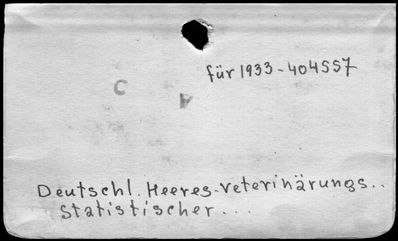 für 1933-404557
C
Deutschl. Heeres-Veterinärungs..
Statistischer...